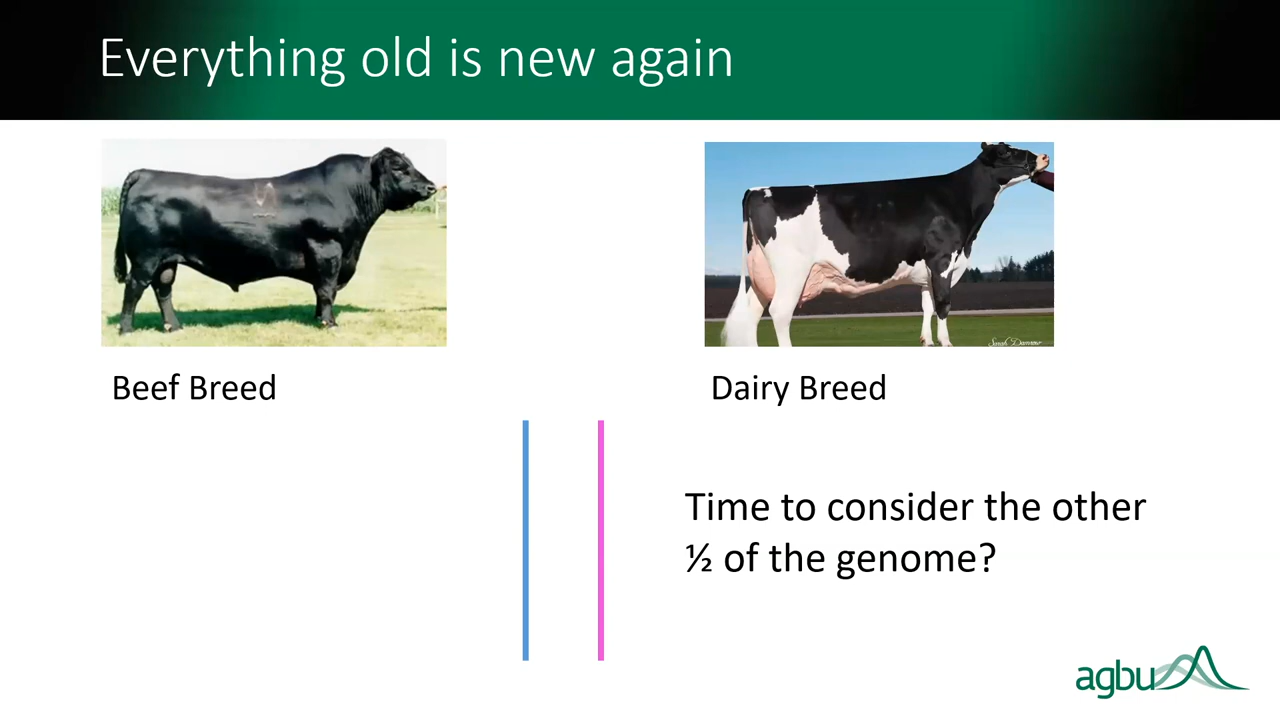 Everything old is new again
Beef Breed
Dairy Breed
Time to consider the other
½ of the genome?
agbu